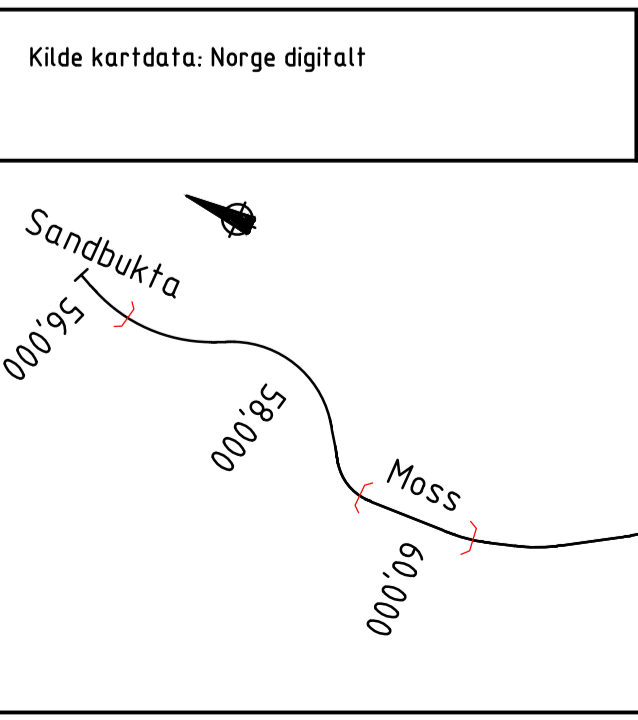 Kilde kartdata: Norge digitalt
Sandbukta
56,000
58,000
Moss
60,000